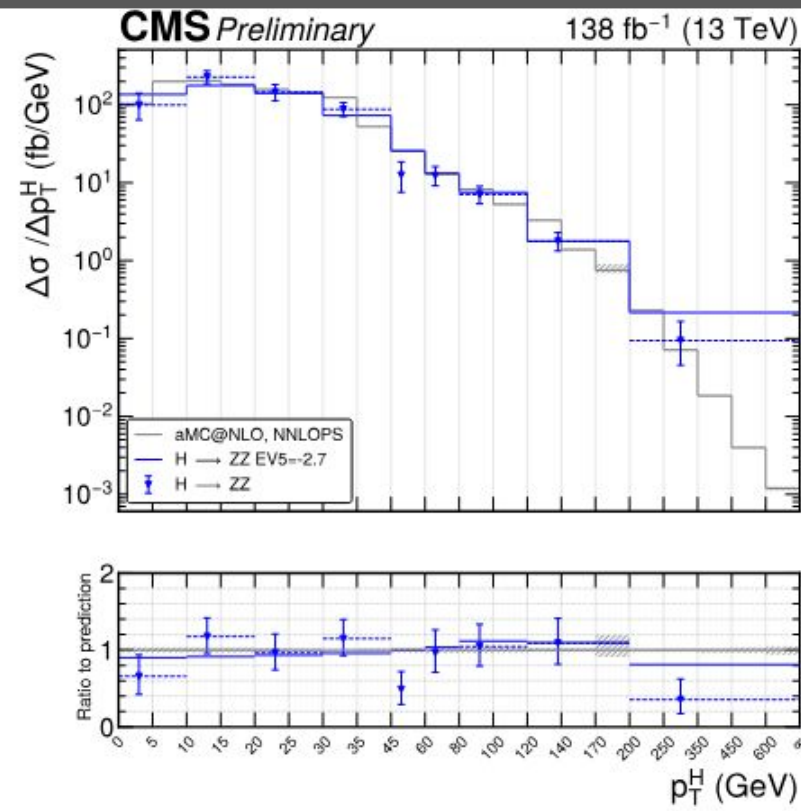 CMS Preliminary 138 fb⁻¹ (13 TeV)
Δσ /Δp_T^H (fb/GeV)
10²
10¹
10⁰
10⁻¹
10⁻²
10⁻³
aMC@NLO, NNLOPS
H → ZZ EV5=-2.7
H → ZZ
Ratio to prediction
2
1
0
0 5 10 15 20 25 30 35 45 60 80 100 120 140 170 200 250 350 450 600
p_T^H (GeV)